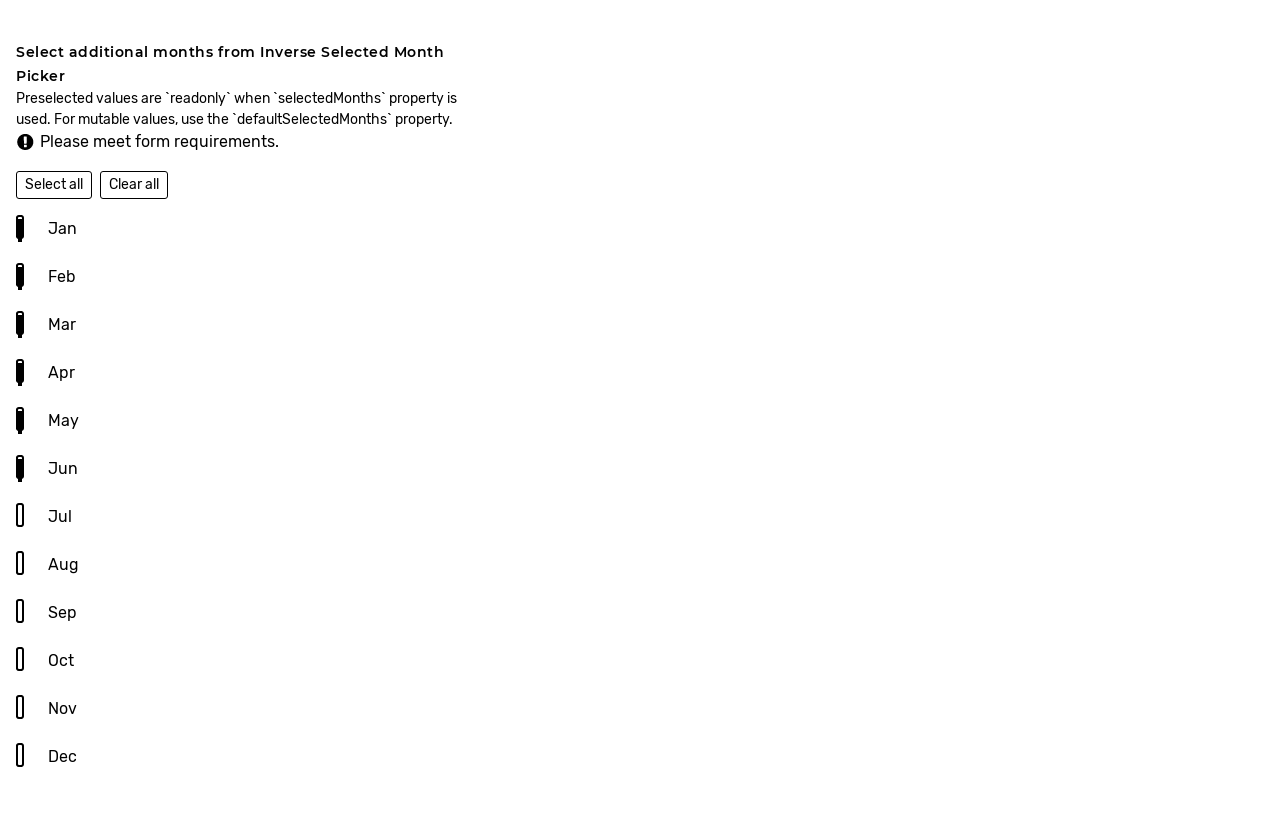 Select additional months from Inverse Selected Month
Picker
Preselected values are `readonly` when `selectedMonths` property is
used. For mutable values, use the `defaultSelectedMonths` property.
Please meet form requirements.
Select all Clear all
Jan
Feb
Mar
Apr
May
Jun
Jul
Aug
Sep
Oct
Nov
Dec